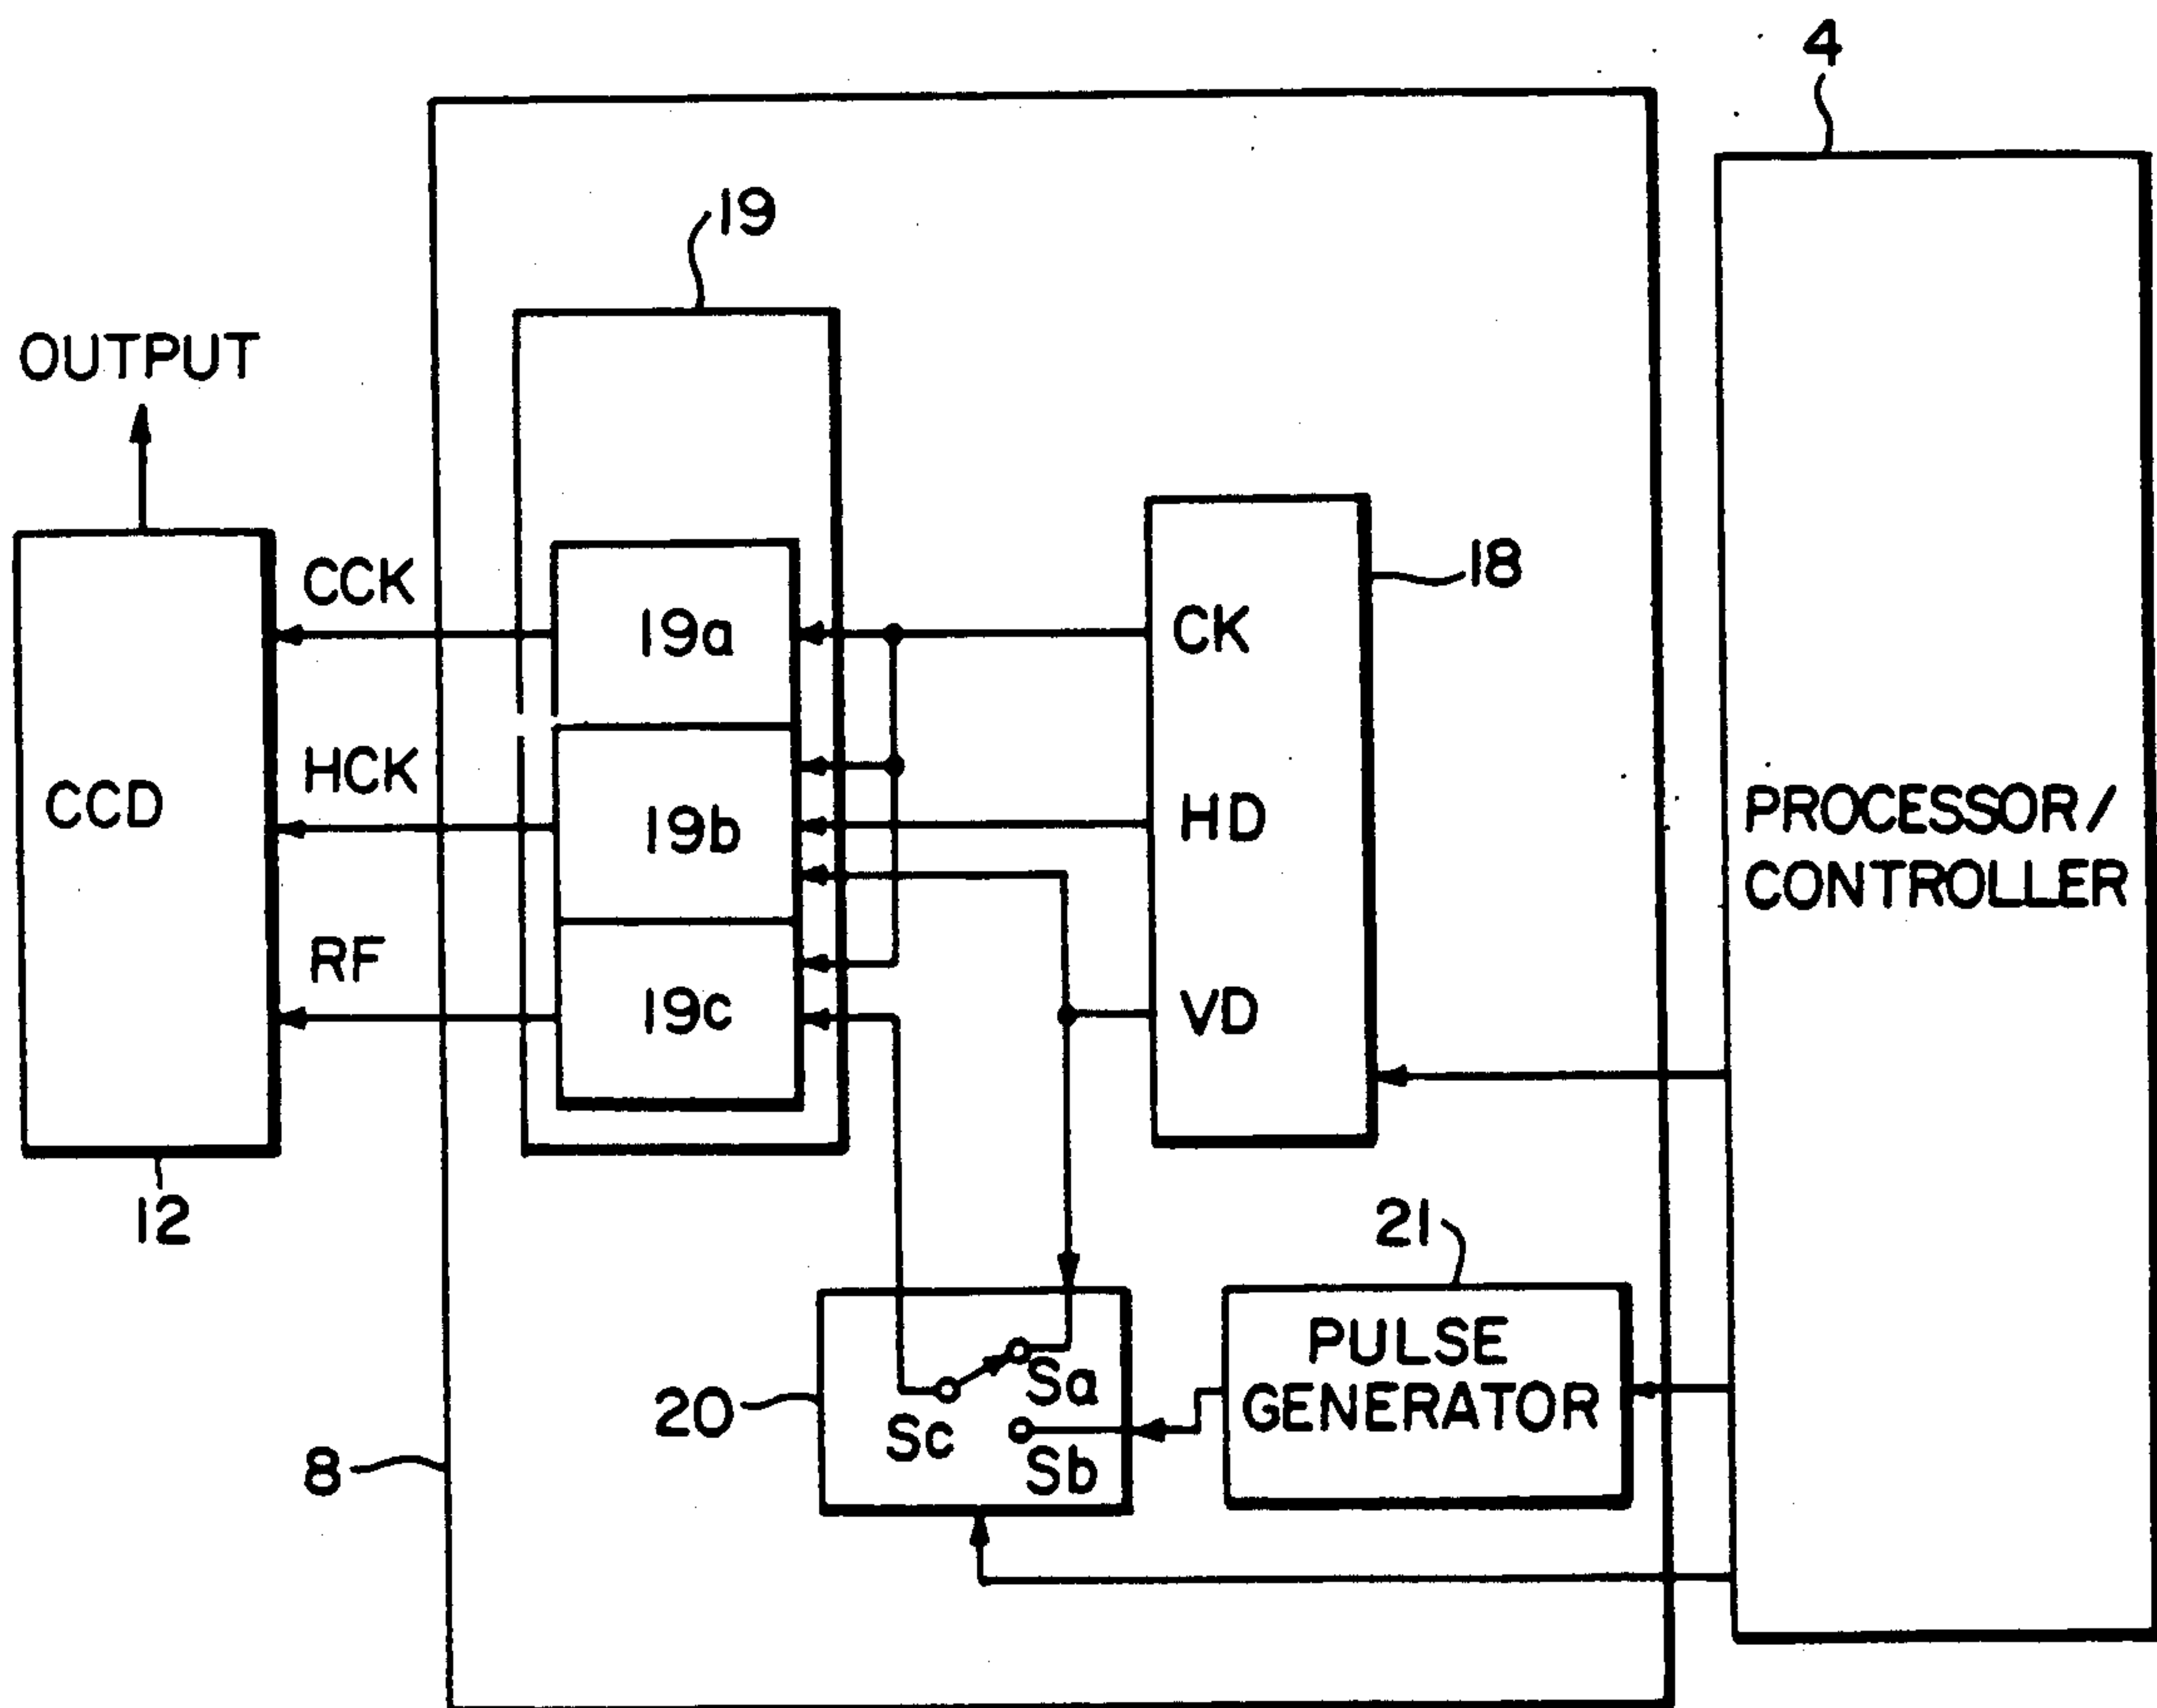 4
19
OUTPUT
18
CCK
19a
CK
HCK
CCD
19b
HD
PROCESSOR/
CONTROLLER
RF
19c
VD
12
21
PULSE
GENERATOR
20
Sa
Sc
Sb
8